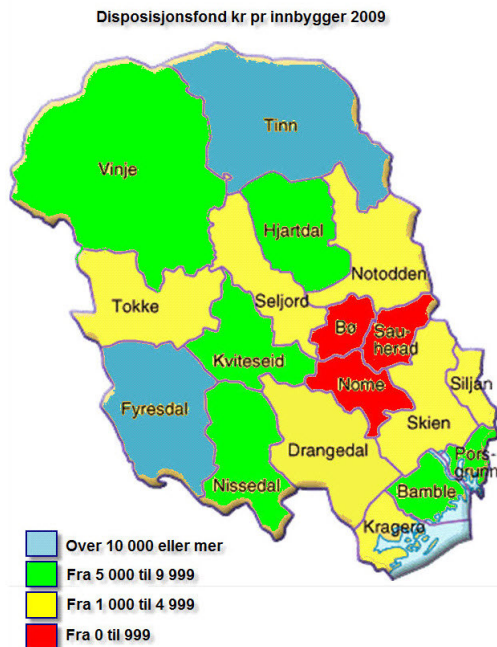 Disposisjonsfond kr pr innbygger 2009
Tinn
Vinje
Hjartdal
Notodden
Seljord
Tokke
Bø
Sau-
herad
Kviteseid
Nome
Siljan
Fyresdal
Skien
Drangedal
Pors-
grunn
Nissedal
Bamble
Kragerø
Over 10 000 eller mer
Fra 5 000 til 9 999
Fra 1 000 til 4 999
Fra 0 til 999